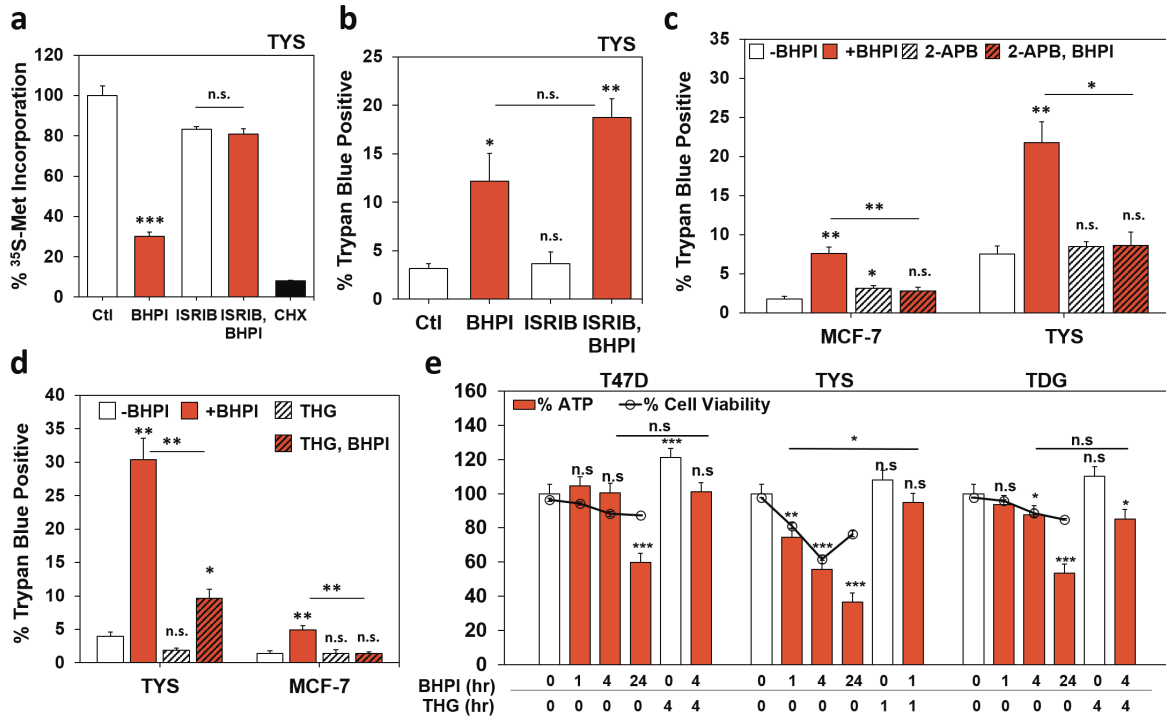 a
TYS
% ³⁵S-Met Incorporation
120
100
80
60
40
20
0
***
n.s.
Ctl BHPI ISRIB ISRIB, BHPI CHX
b
TYS
% Trypan Blue Positive
25
20
15
10
5
0
*
n.s.
n.s.
**
Ctl BHPI ISRIB ISRIB, BHPI
c
% Trypan Blue Positive
35
30
25
20
15
10
5
0
-BHPI +BHPI 2-APB 2-APB, BHPI
**
**
*
n.s.
*
**
n.s.
n.s.
MCF-7 TYS
d
% Trypan Blue Positive
40
35
30
25
20
15
10
5
0
-BHPI +BHPI THG
THG, BHPI
**
**
n.s.
*
**
**
n.s.
n.s.
TYS MCF-7
e
T47D TYS TDG
160
140
120
100
80
60
40
20
0
% ATP % Cell Viability
n.s
n.s
n.s
***
***
n.s
*
**
***
***
n.s
n.s
n.s
n.s
*
***
*
BHPI (hr) 0 1 4 24 0 4 0 1 4 24 0 1 0 1 4 24 0 4
THG (hr) 0 0 0 0 4 4 0 0 0 0 1 1 0 0 0 0 4 4